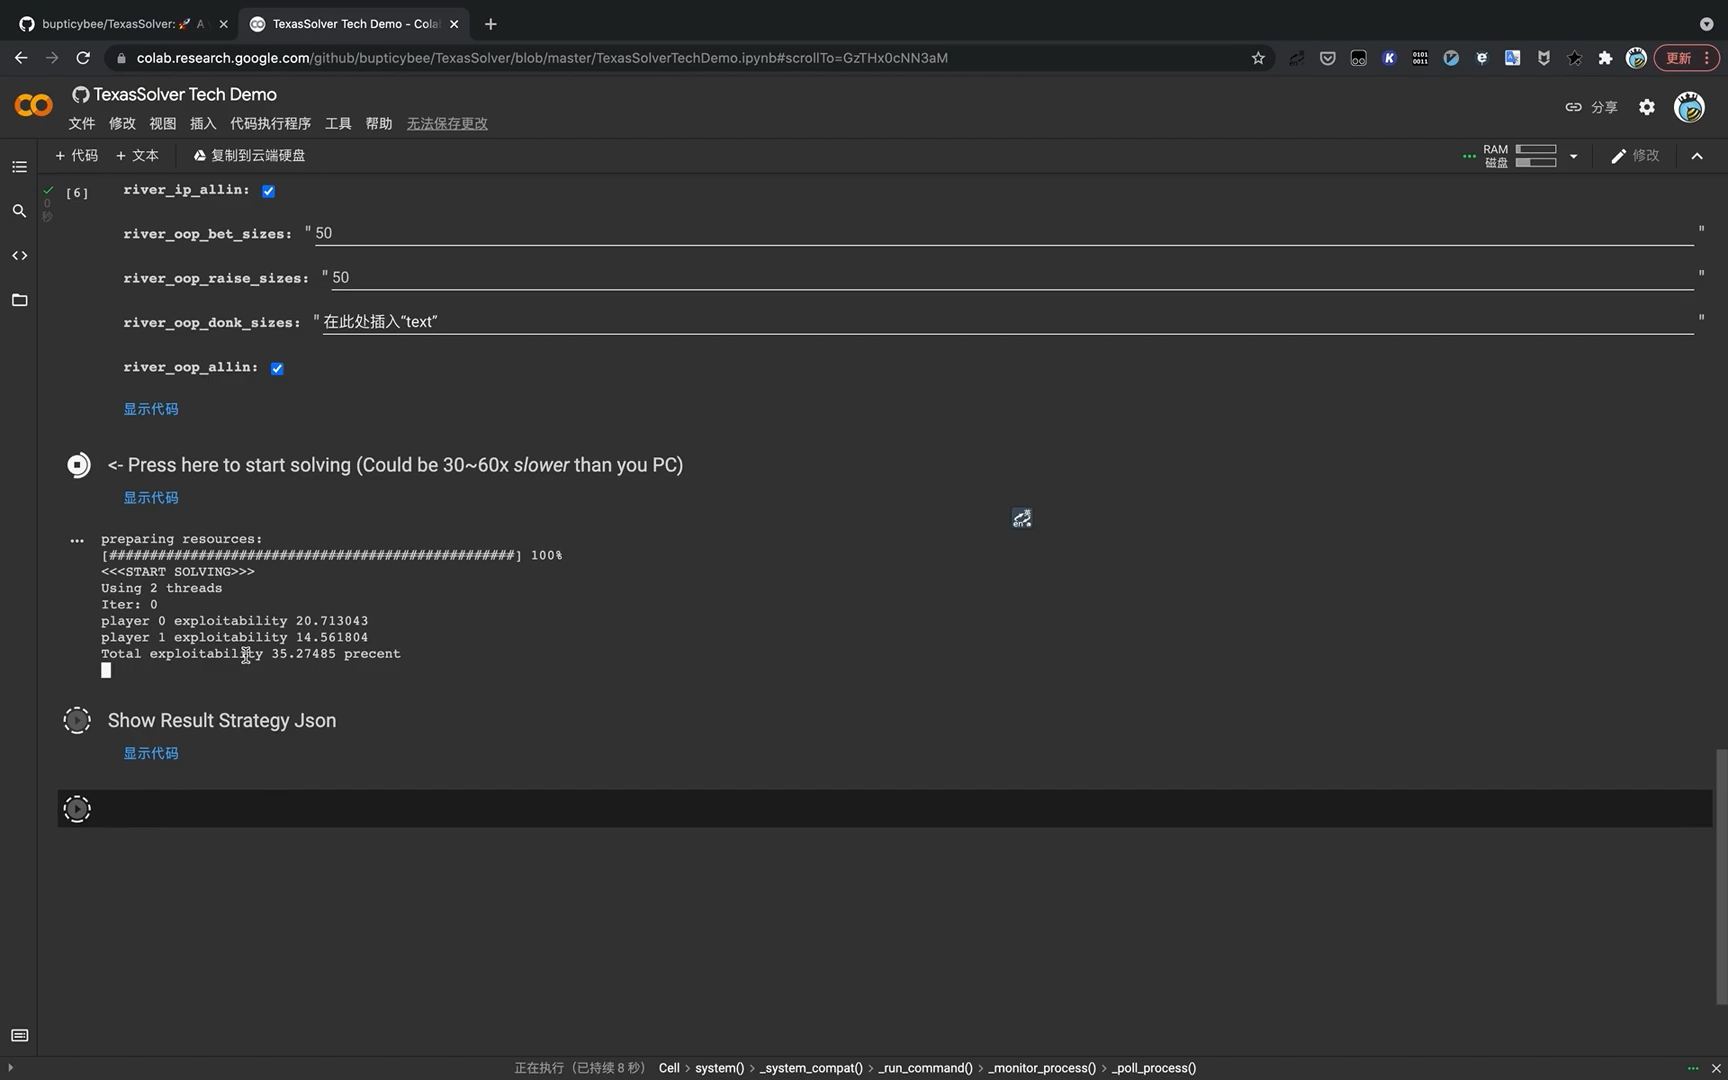 bupticybee/TexasSolver: 🚀 A
TexasSolver Tech Demo - Cola
colab.research.google.com/github/bupticybee/TexasSolver/blob/master/TexasSolverTechDemo.ipynb#scrollTo=GzTHx0cNN3aM
更新
TexasSolver Tech Demo
分享
文件 修改 视图 插入 代码执行程序 工具 帮助 无法保存更改
+ 代码 + 文本 复制到云端硬盘
RAM
磁盘
修改
[6]
0
秒
river_ip_allin:
river_oop_bet_sizes: " 50 "
river_oop_raise_sizes: " 50 "
river_oop_donk_sizes: " 在此处插入“text” "
river_oop_allin:
显示代码
<- Press here to start solving (Could be 30~60x slower than you PC)
显示代码
... preparing resources:
[##################################################] 100%
<<<START SOLVING>>>
Using 2 threads
Iter: 0
player 0 exploitability 20.713043
player 1 exploitability 14.561804
Total exploitability 35.27485 precent
Show Result Strategy Json
显示代码
正在执行（已持续 8 秒） Cell > system() > _system_compat() > _run_command() > _monitor_process() > _poll_process()